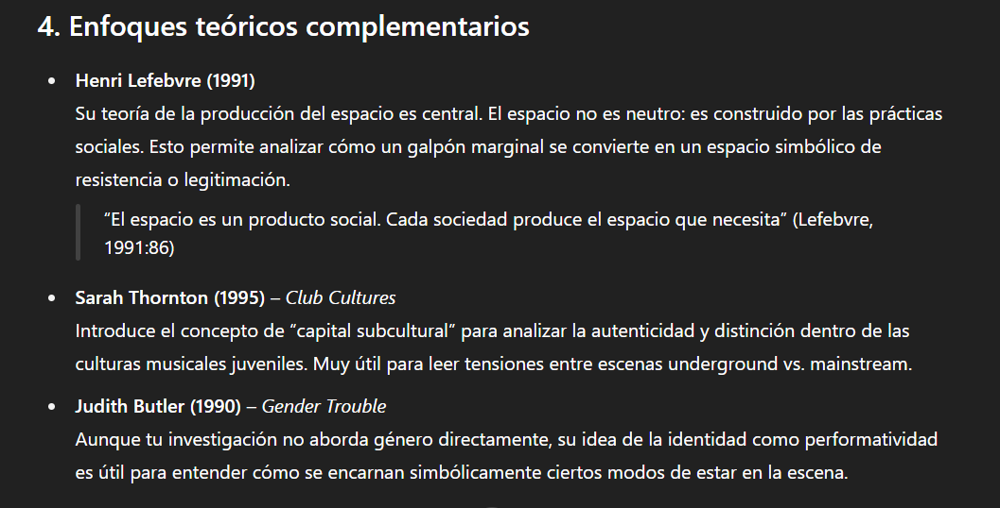 4. Enfoques teóricos complementarios
• Henri Lefebvre (1991)
Su teoría de la producción del espacio es central. El espacio no es neutro: es construido por las prácticas
sociales. Esto permite analizar cómo un galpón marginal se convierte en un espacio simbólico de
resistencia o legitimación.
“El espacio es un producto social. Cada sociedad produce el espacio que necesita” (Lefebvre,
1991:86)
• Sarah Thornton (1995) – Club Cultures
Introduce el concepto de “capital subcultural” para analizar la autenticidad y distinción dentro de las
culturas musicales juveniles. Muy útil para leer tensiones entre escenas underground vs. mainstream.
• Judith Butler (1990) – Gender Trouble
Aunque tu investigación no aborda género directamente, su idea de la identidad como performatividad
es útil para entender cómo se encarnan simbólicamente ciertos modos de estar en la escena.